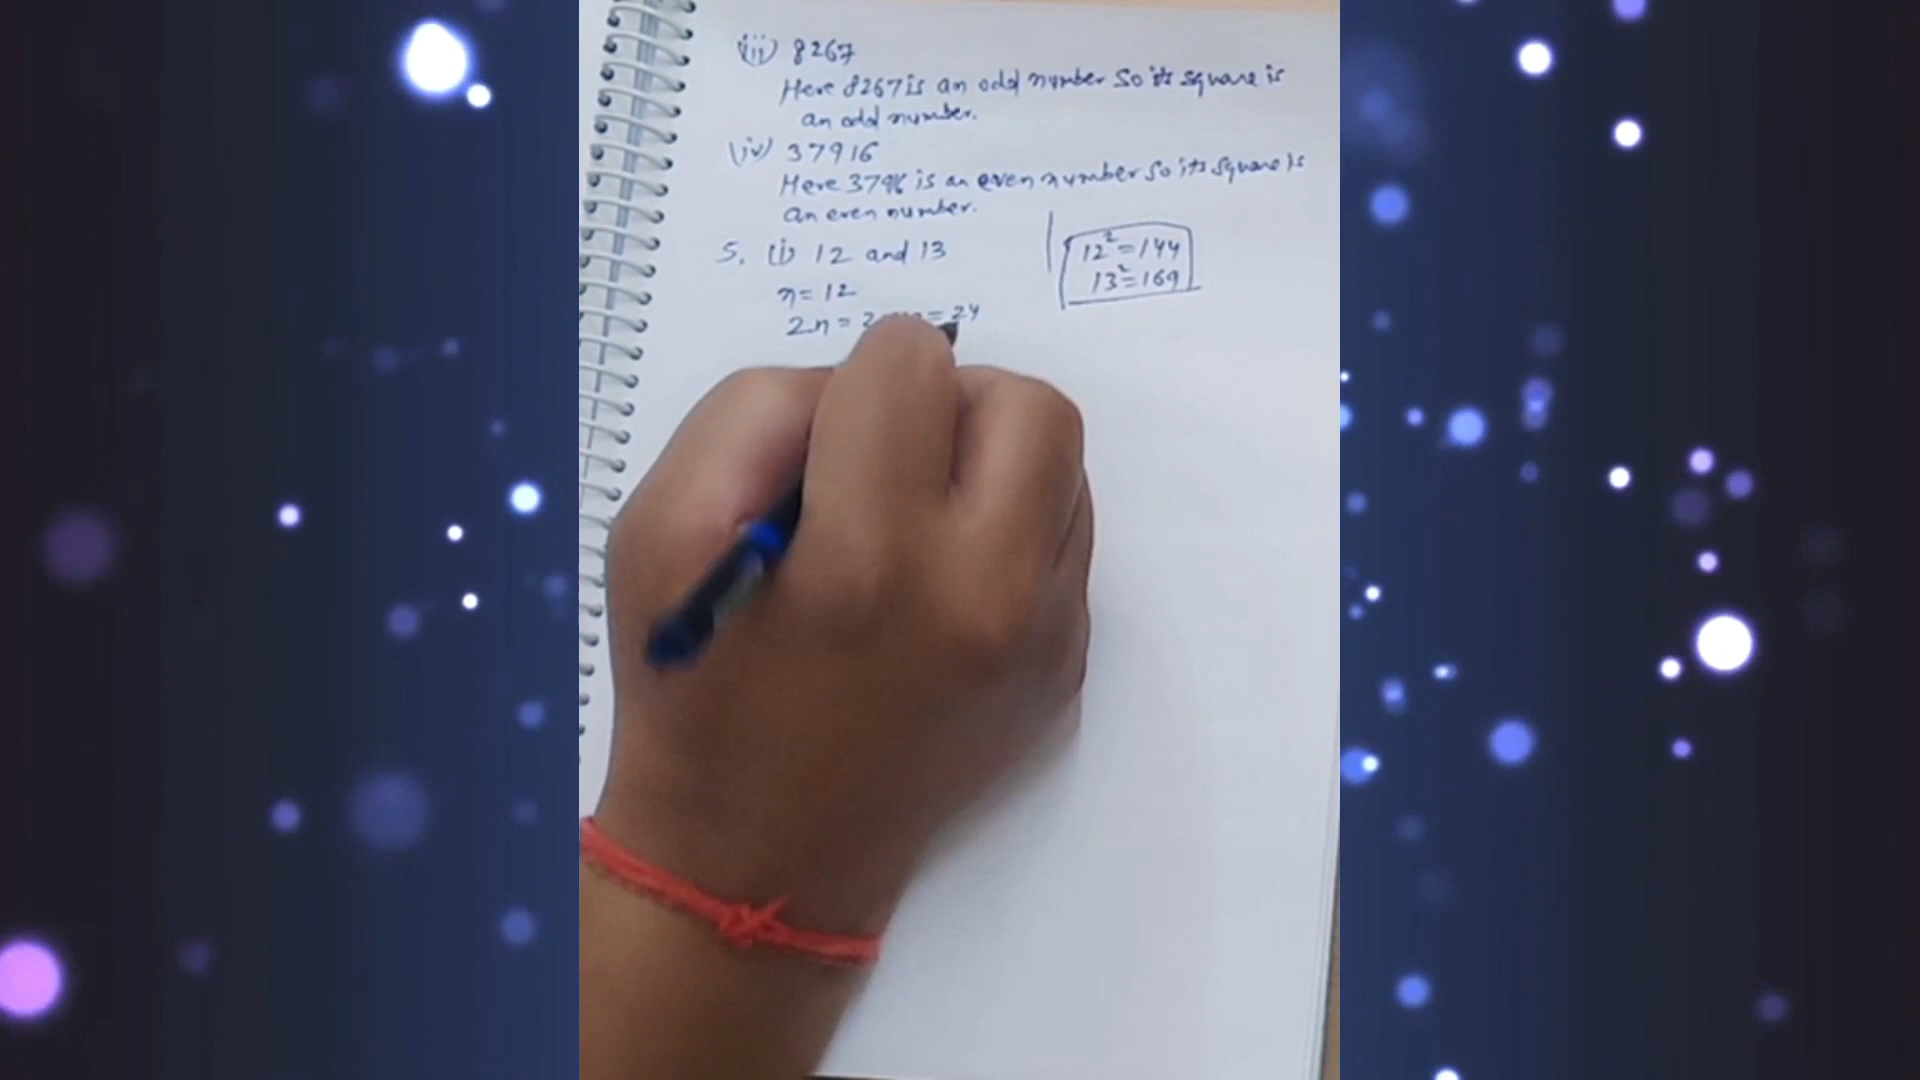 (iii) 8267
Here 8267 is an odd number so its square is
an odd number.
(iv) 37916
Here 3796 is an even number so its square is
an even number.
5. (i) 12 and 13
n = 12
2n = 2 = 24
12² = 144
13² = 169